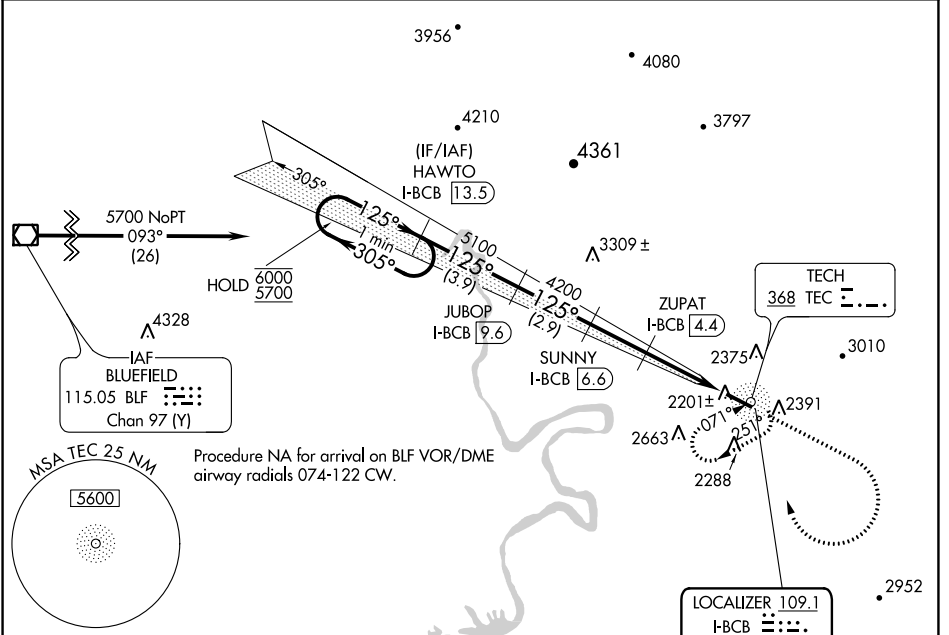 3956
4080
4210
3797
4361
(IF/IAF)
HAWTO
I-BCB 13.5
305°
125°
1 min
305°
5700 NoPT
093°
(26)
HOLD 6000
5700
5100
125°
(3.9)
4200
125°
(2.9)
3309 ±
JUBOP
I-BCB 9.6
SUNNY
I-BCB 6.6
ZUPAT
I-BCB 4.4
TECH
368 TEC
2375
3010
2201±
2391
071°
251°
2663
2288
4328
IAF
BLUEFIELD
115.05 BLF
Chan 97 (Y)
Procedure NA for arrival on BLF VOR/DME
airway radials 074-122 CW.
MSA TEC 25 NM
5600
2952
LOCALIZER 109.1
I-BCB